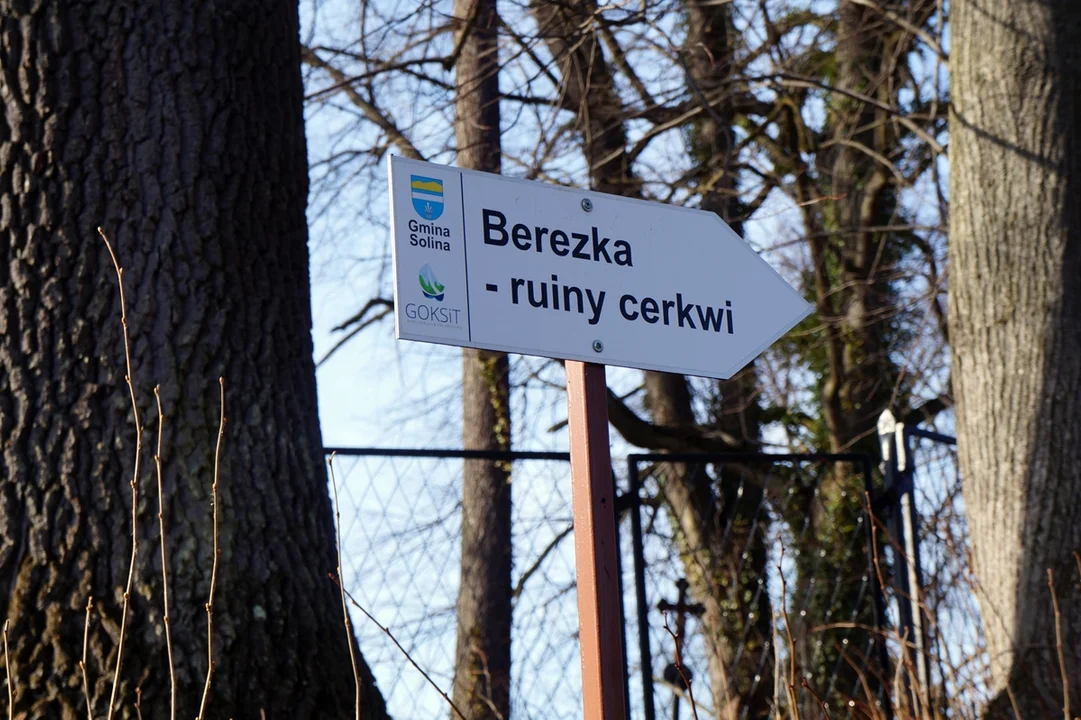 Gmina
Solina
GOKSiT
Berezka
- ruiny cerkwi